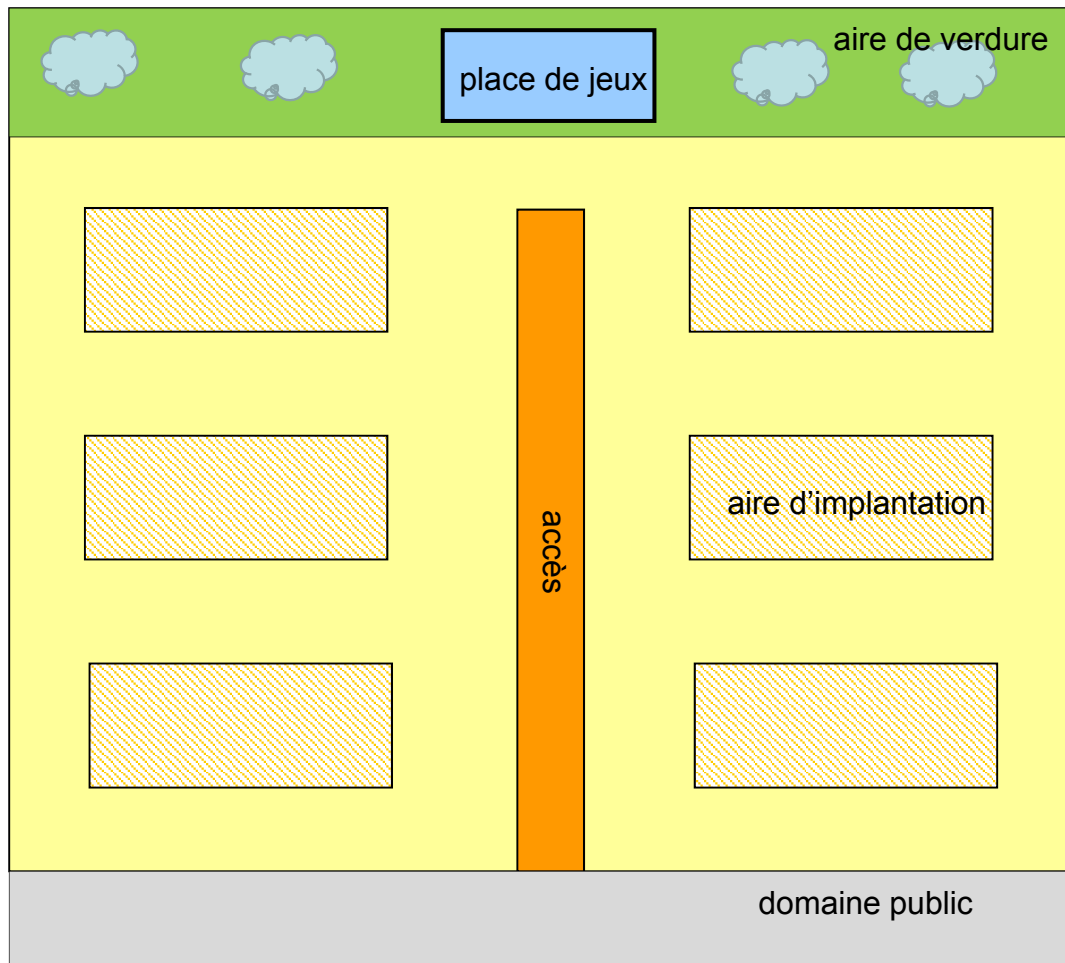 aire de verdure
place de jeux
aire d’implantation
accès
domaine public